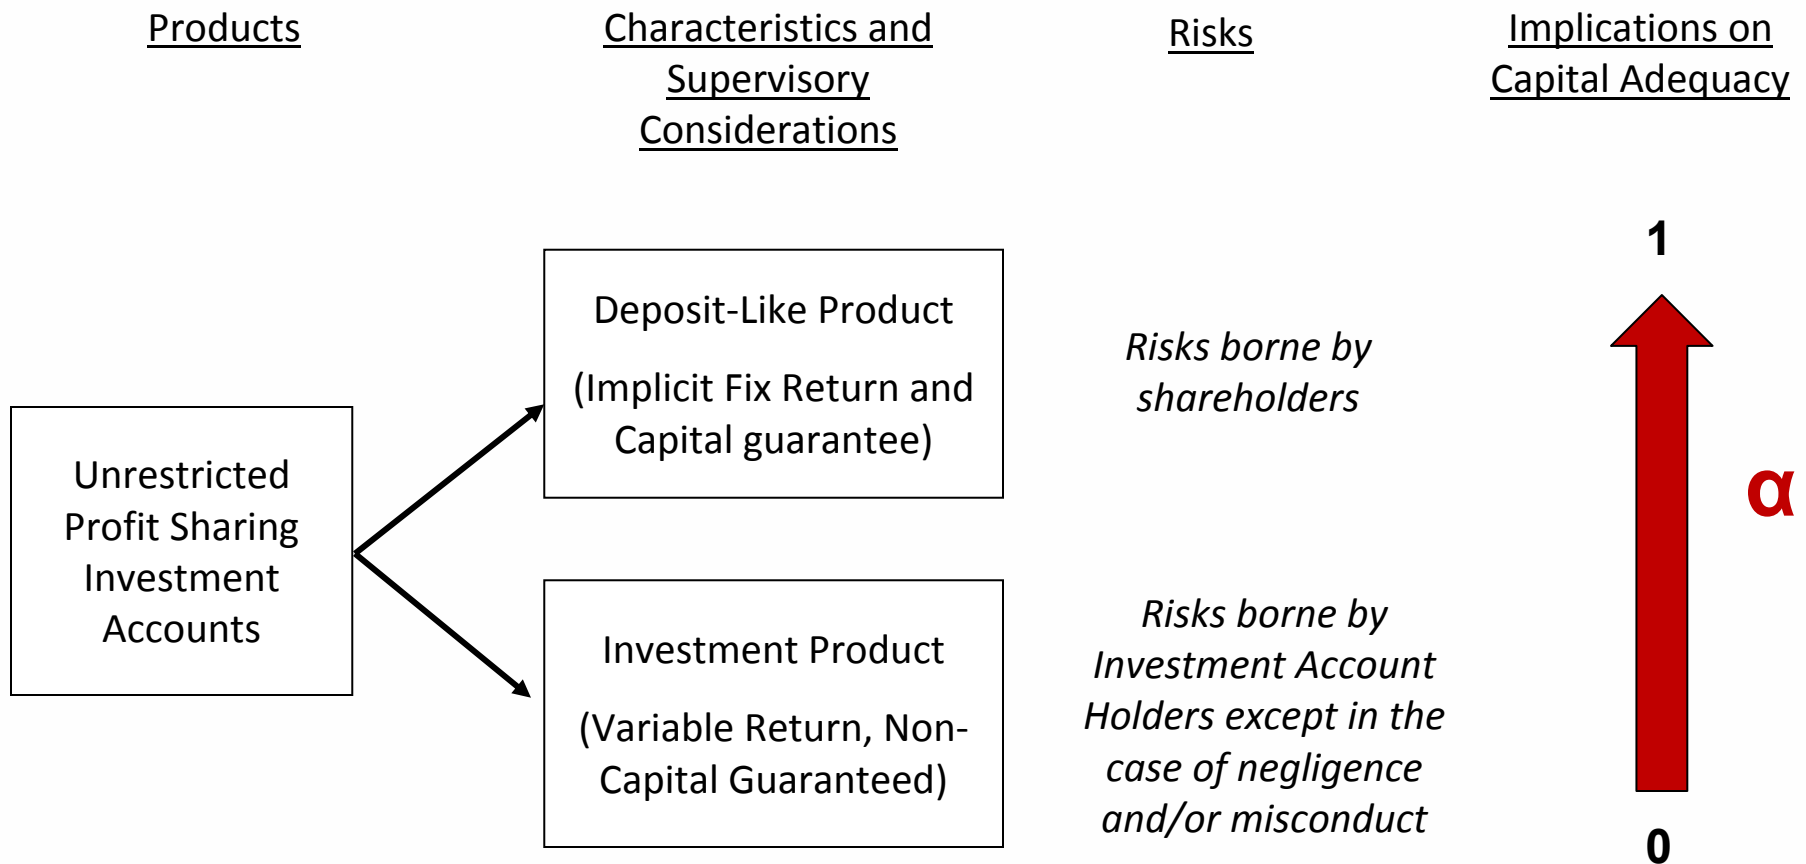 Products
Characteristics and
Supervisory
Considerations
Risks
Implications on
Capital Adequacy
Unrestricted
Profit Sharing
Investment
Accounts
Deposit-Like Product
(Implicit Fix Return and
Capital guarantee)
Risks borne by
shareholders
Investment Product
(Variable Return, Non-
Capital Guaranteed)
Risks borne by
Investment Account
Holders except in the
case of negligence
and/or misconduct
1
α
0